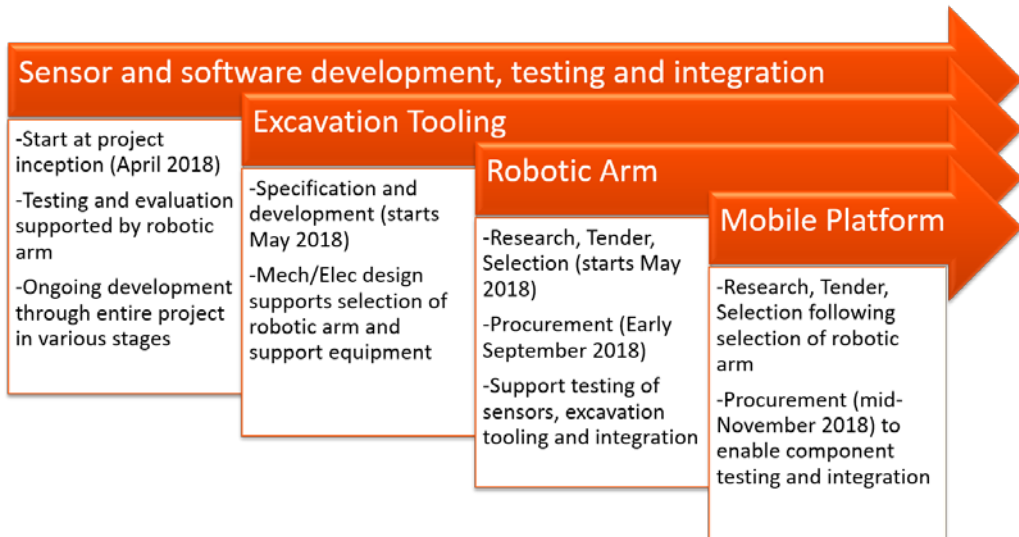 Sensor and software development, testing and integration
-Start at project
inception (April 2018)
-Testing and evaluation
supported by robotic
arm
-Ongoing development
through entire project
in various stages
Excavation Tooling
-Specification and
development (starts
May 2018)
-Mech/Elec design
supports selection of
robotic arm and
support equipment
Robotic Arm
-Research, Tender,
Selection (starts May
2018)
-Procurement (Early
September 2018)
-Support testing of
sensors, excavation
tooling and integration
Mobile Platform
-Research, Tender,
Selection following
selection of robotic
arm
-Procurement (mid-
November 2018) to
enable component
testing and integration